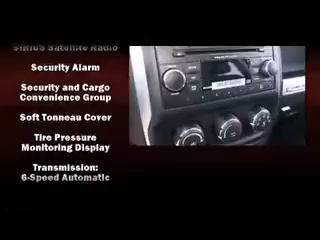 SIRIUS Satellite Radio
Security Alarm
Security and Cargo
Convenience Group
Soft Tonneau Cover
Tire Pressure
Monitoring Display
Transmission:
6-Speed Automatic